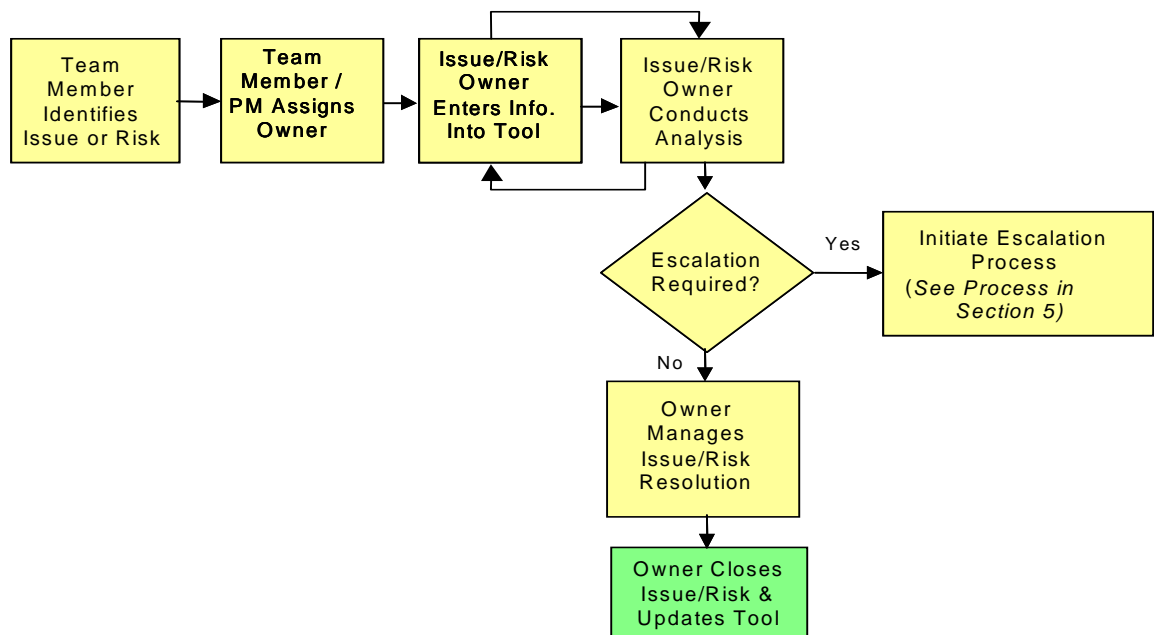 Team
Member
Identifies
Issue or Risk
Team
Member /
PM Assigns
Owner
Issue/Risk
Owner
Enters Info.
Into Tool
Issue/Risk
Owner
Conducts
Analysis
Escalation
Required?
Yes
Initiate Escalation
Process
(See Process in
Section 5)
No
Owner
Manages
Issue/Risk
Resolution
Owner Closes
Issue/Risk &
Updates Tool